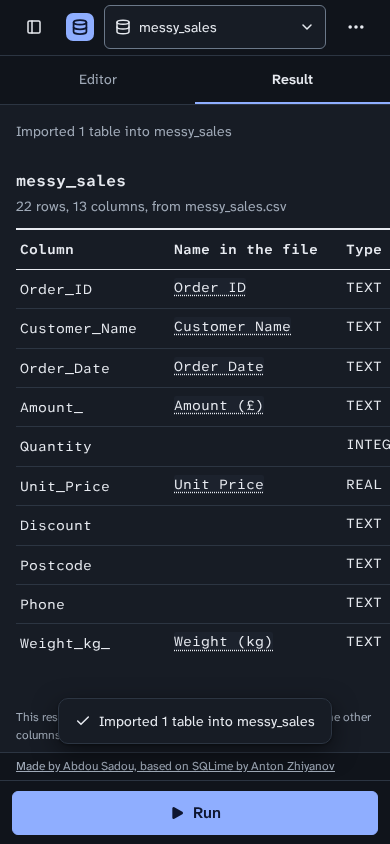 messy_sales
Editor Result
Imported 1 table into messy_sales
messy_sales
22 rows, 13 columns, from messy_sales.csv
Column Name in the file Type
Order_ID Order ID TEXT
Customer_Name Customer Name TEXT
Order_Date Order Date TEXT
Amount_ Amount (£) TEXT
Quantity INTEG
Unit_Price Unit Price REAL
Discount TEXT
Postcode TEXT
Phone TEXT
Weight_kg_ Weight (kg) TEXT
This other
columns
Imported 1 table into messy_sales
Made by Abdou Sadou, based on SQLime by Anton Zhiyanov
Run